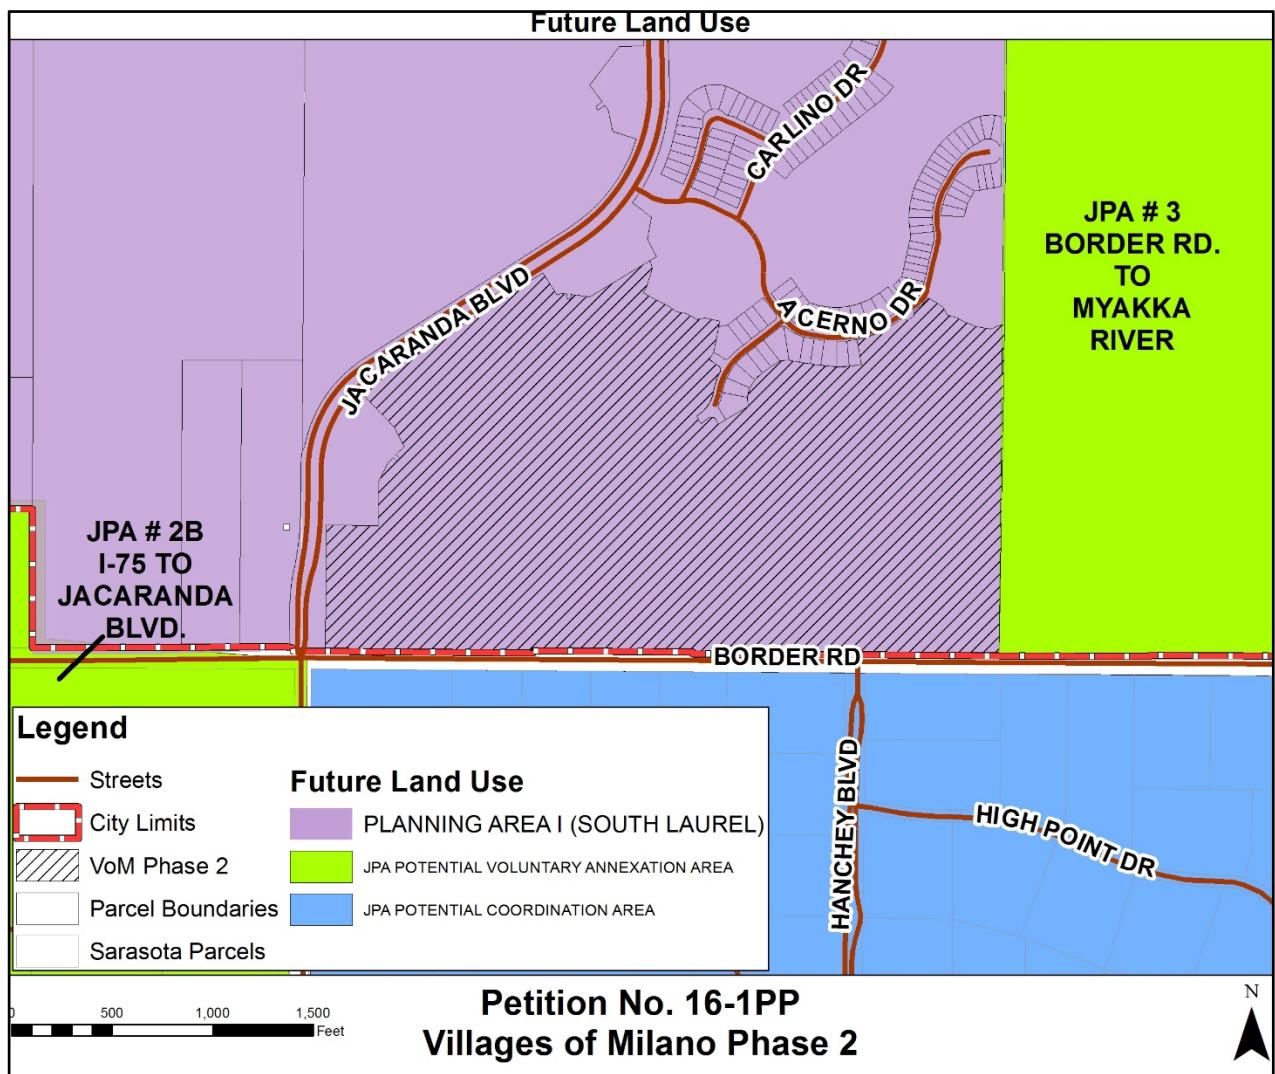 Future Land Use
CARLINO DR
JPA # 3
BORDER RD.
TO
MYAKKA
RIVER
JACARANDA BLVD
ACERNO DR
JPA # 2B
I-75 TO
JACARANDA
BLVD.
BORDER RD
HANCHEY BLVD
HIGH POINT DR
Legend
Streets
City Limits
VoM Phase 2
Parcel Boundaries
Sarasota Parcels
Future Land Use
PLANNING AREA I (SOUTH LAUREL)
JPA POTENTIAL VOLUNTARY ANNEXATION AREA
JPA POTENTIAL COORDINATION AREA
0 500 1,000 1,500
Feet
Petition No. 16-1PP
Villages of Milano Phase 2
N